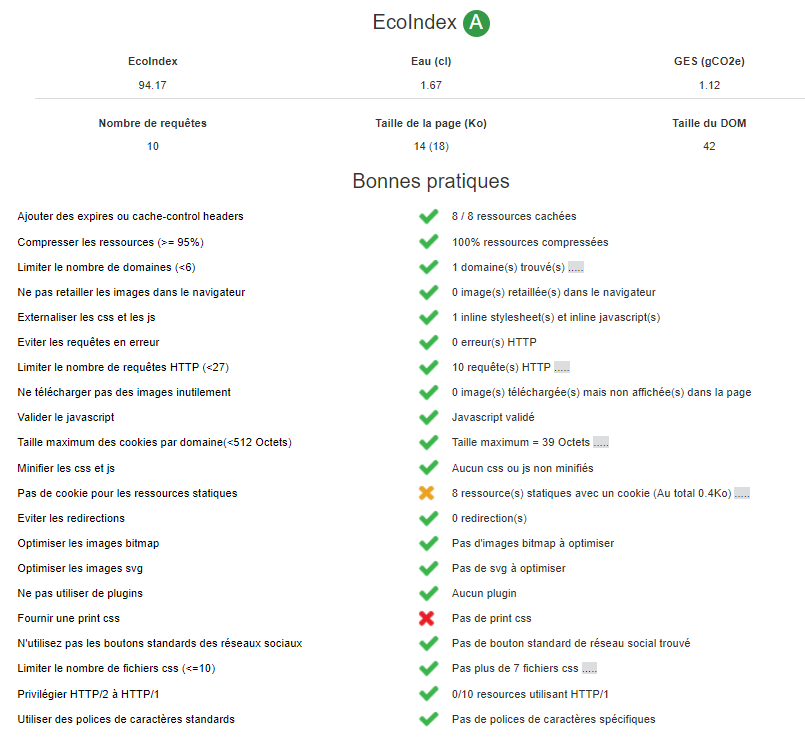 EcoIndex A
EcoIndex Eau (cl) GES (gCO2e)
94.17 1.67 1.12
Nombre de requêtes Taille de la page (Ko) Taille du DOM
10 14 (18) 42
Bonnes pratiques
Ajouter des expires ou cache-control headers 8 / 8 ressources cachées
Compresser les ressources (>= 95%) 100% ressources compressées
Limiter le nombre de domaines (<6) 1 domaine(s) trouvé(s) .....
Ne pas retailler les images dans le navigateur 0 image(s) retaillée(s) dans le navigateur
Externaliser les css et les js 1 inline stylesheet(s) et inline javascript(s)
Eviter les requêtes en erreur 0 erreur(s) HTTP
Limiter le nombre de requêtes HTTP (<27) 10 requête(s) HTTP .....
Ne télécharger pas des images inutilement 0 image(s) téléchargée(s) mais non affichée(s) dans la page
Valider le javascript Javascript validé
Taille maximum des cookies par domaine(<512 Octets) Taille maximum = 39 Octets .....
Minifier les css et js Aucun css ou js non minifiés
Pas de cookie pour les ressources statiques 8 ressource(s) statiques avec un cookie (Au total 0.4Ko) .....
Eviter les redirections 0 redirection(s)
Optimiser les images bitmap Pas d'images bitmap à optimiser
Optimiser les images svg Pas de svg à optimiser
Ne pas utiliser de plugins Aucun plugin
Fournir une print css Pas de print css
N'utilisez pas les boutons standards des réseaux sociaux Pas de bouton standard de réseau social trouvé
Limiter le nombre de fichiers css (<=10) Pas plus de 7 fichiers css .....
Privilégier HTTP/2 à HTTP/1 0/10 resources utilisant HTTP/1
Utiliser des polices de caractères standards Pas de polices de caractères spécifiques